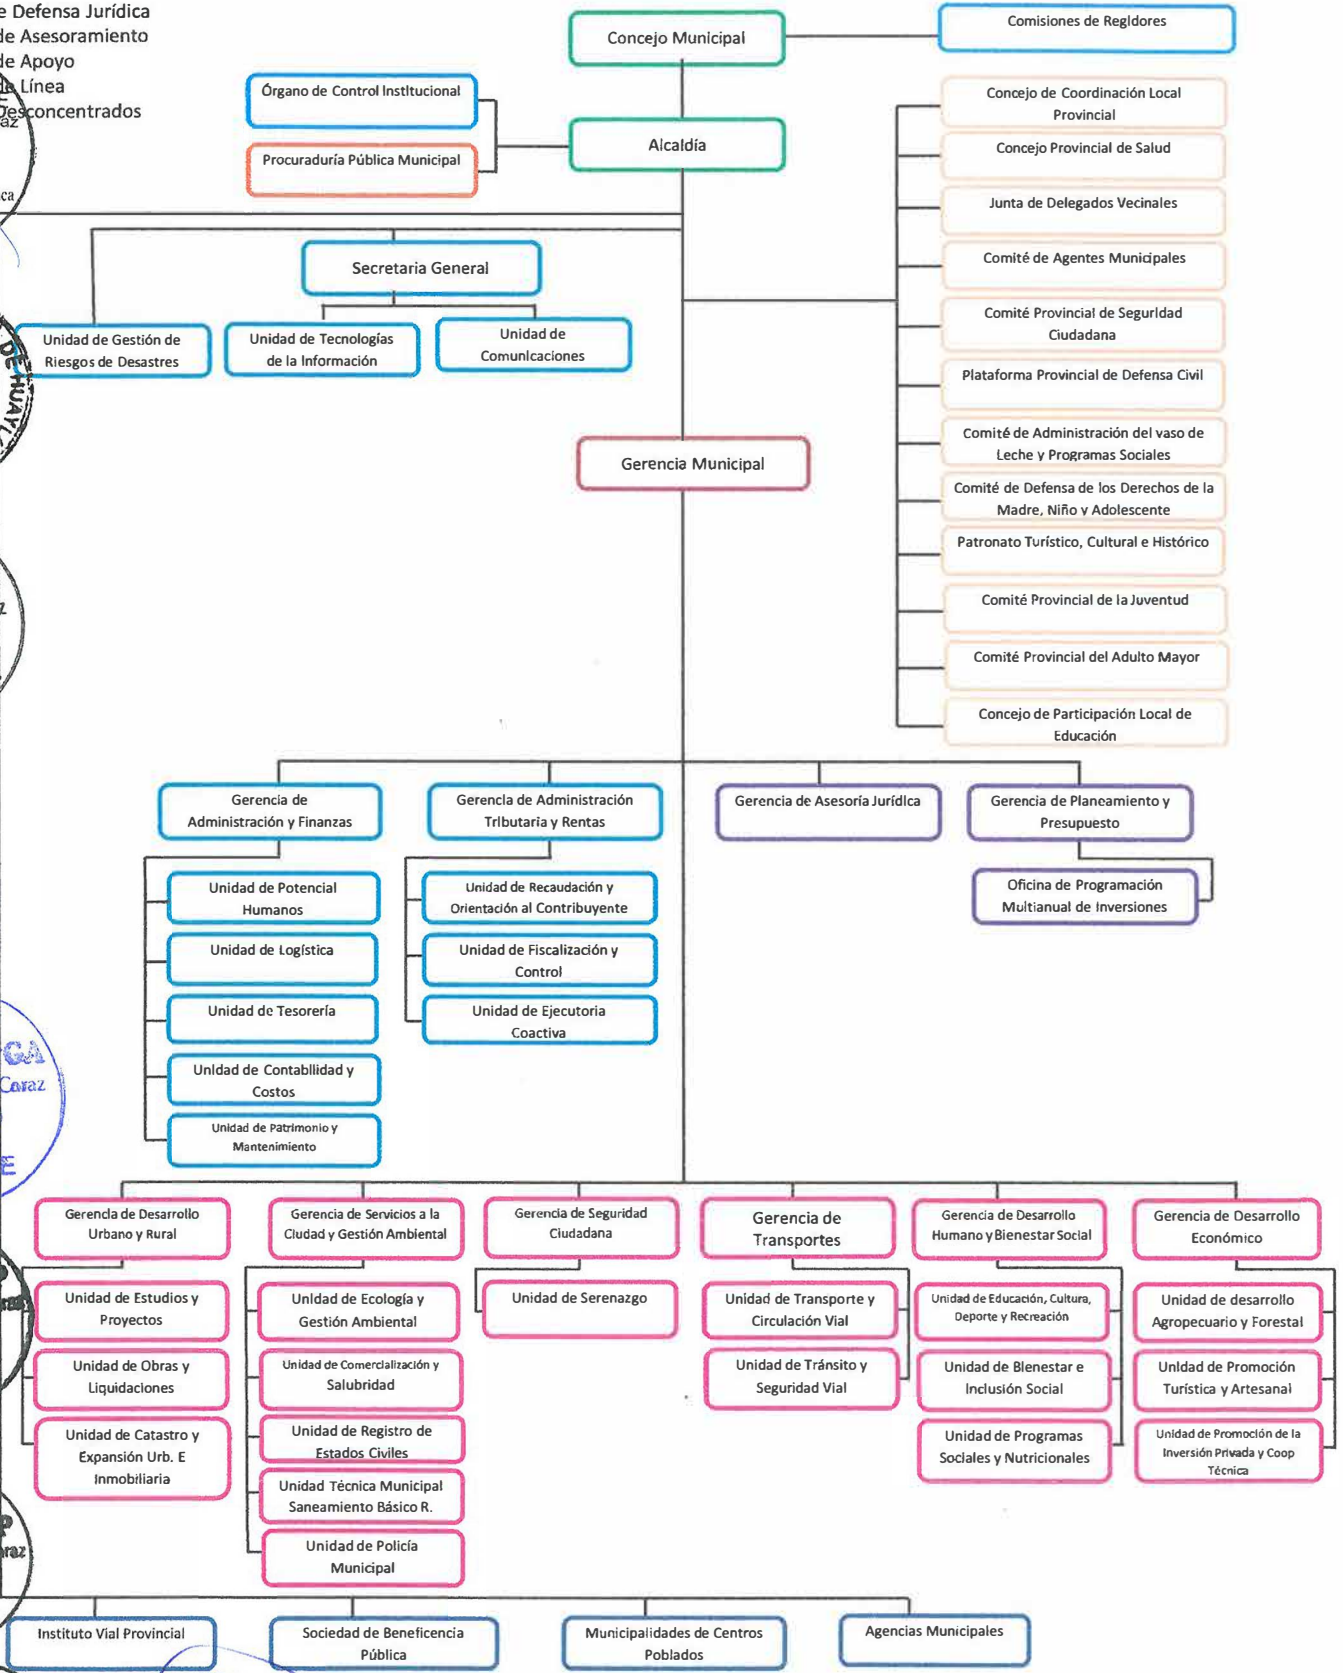 e Defensa Jurídica
de Asesoramiento
de Apoyo
de Línea
Desconcentrados
az
ca
Concejo Municipal
Comisiones de Regidores
Órgano de Control Institucional
Procuraduría Pública Municipal
Alcaldía
Concejo de Coordinación Local
Provincial
Concejo Provincial de Salud
Junta de Delegados Vecinales
Comité de Agentes Municipales
Comité Provincial de Seguridad
Ciudadana
Plataforma Provincial de Defensa Civil
Comité de Administración del vaso de
Leche y Programas Sociales
Comité de Defensa de los Derechos de la
Madre, Niño y Adolescente
Patronato Turístico, Cultural e Histórico
Comité Provincial de la Juventud
Comité Provincial del Adulto Mayor
Concejo de Participación Local de
Educación
Secretaria General
Unidad de Gestión de
Riesgos de Desastres
Unidad de Tecnologías
de la Información
Unidad de
Comunicaciones
DE HUAYL
Gerencia Municipal
z
Gerencia de
Administración y Finanzas
Gerencia de Administración
Tributaria y Rentas
Gerencia de Asesoría Jurídica
Gerencia de Planeamiento y
Presupuesto
Unidad de Potencial
Humanos
Unidad de Logística
Unidad de Tesorería
Unidad de Contabilidad y
Costos
Unidad de Patrimonio y
Mantenimiento
Unidad de Recaudación y
Orientación al Contribuyente
Unidad de Fiscalización y
Control
Unidad de Ejecutoria
Coactiva
Oficina de Programación
Multianual de Inversiones
GA
Caraz
E
Gerencia de Desarrollo
Urbano y Rural
Gerencia de Servicios a la
Ciudad y Gestión Ambiental
Gerencia de Seguridad
Ciudadana
Gerencia de
Transportes
Gerencia de Desarrollo
Humano y Bienestar Social
Gerencia de Desarrollo
Económico
Unidad de Estudios y
Proyectos
Unidad de Obras y
Liquidaciones
Unidad de Catastro y
Expansión Urb. E
Inmobiliaria
Unidad de Ecología y
Gestión Ambiental
Unidad de Comercialización y
Salubridad
Unidad de Registro de
Estados Civiles
Unidad Técnica Municipal
Saneamiento Básico R.
Unidad de Policía
Municipal
Unidad de Serenazgo
Unidad de Transporte y
Circulación Vial
Unidad de Tránsito y
Seguridad Vial
Unidad de Educación, Cultura,
Deporte y Recreación
Unidad de Bienestar e
Inclusión Social
Unidad de Programas
Sociales y Nutricionales
Unidad de desarrollo
Agropecuario y Forestal
Unidad de Promoción
Turística y Artesanal
Unidad de Promoción de la
Inversión Privada y Coop
Técnica
P
raz
Instituto Vial Provincial
Sociedad de Beneficencia
Pública
Municipalidades de Centros
Poblados
Agencias Municipales